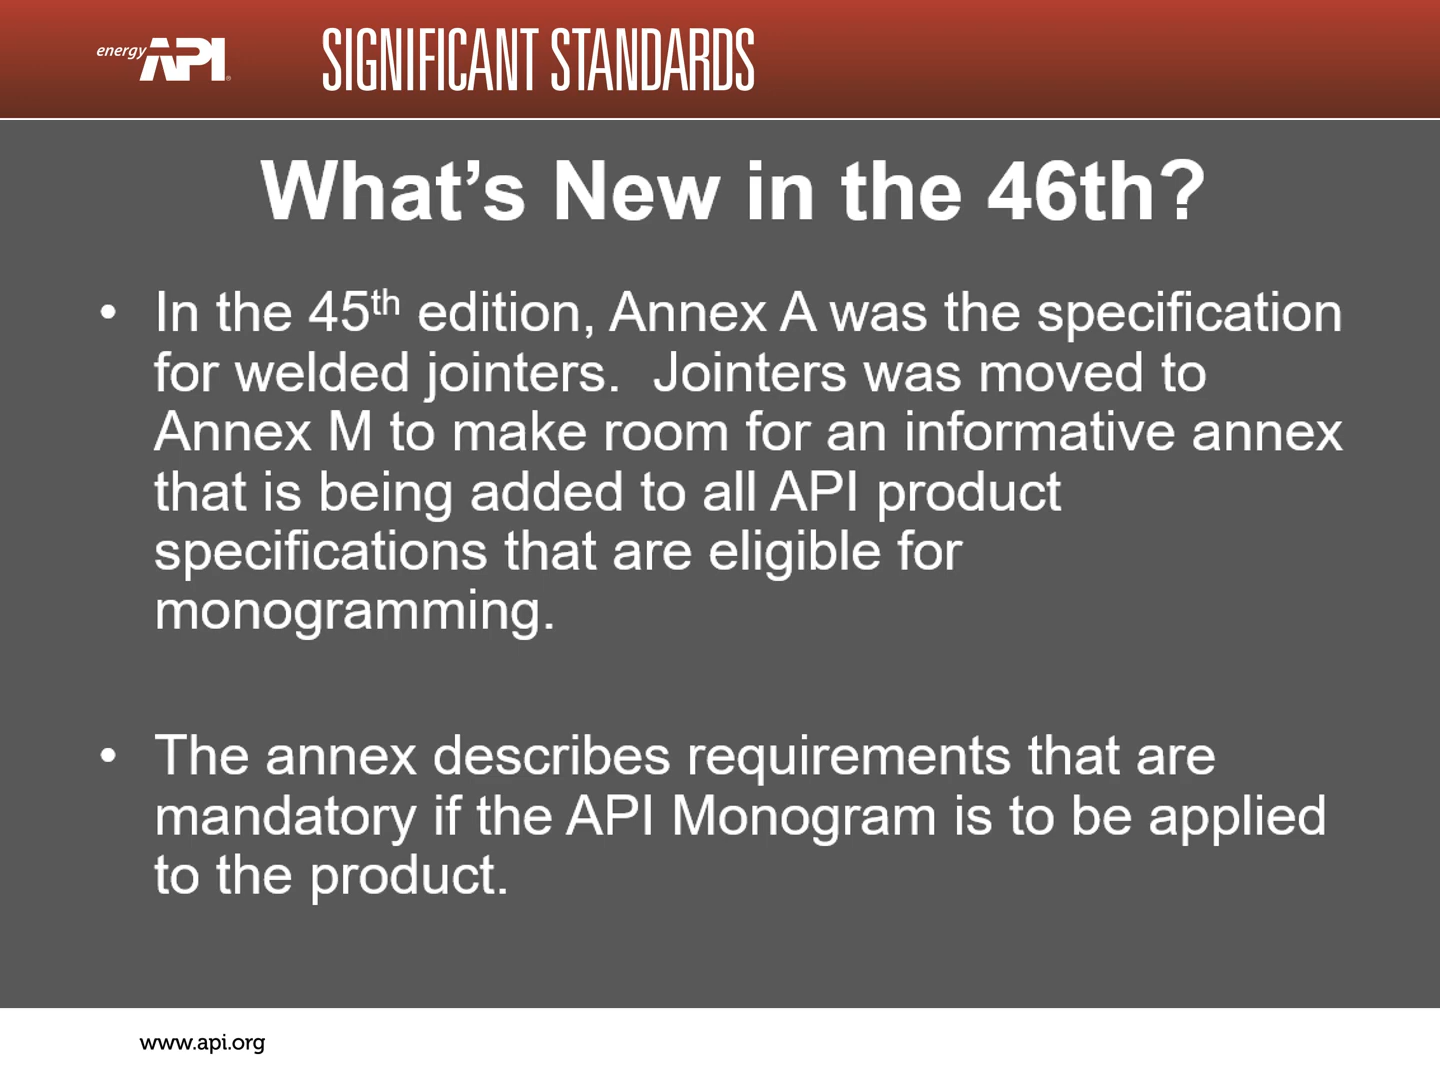 energy API®
SIGNIFICANT STANDARDS
What’s New in the 46th?
• In the 45th edition, Annex A was the specification
for welded jointers.  Jointers was moved to
Annex M to make room for an informative annex
that is being added to all API product
specifications that are eligible for
monogramming.
• The annex describes requirements that are
mandatory if the API Monogram is to be applied
to the product.
www.api.org